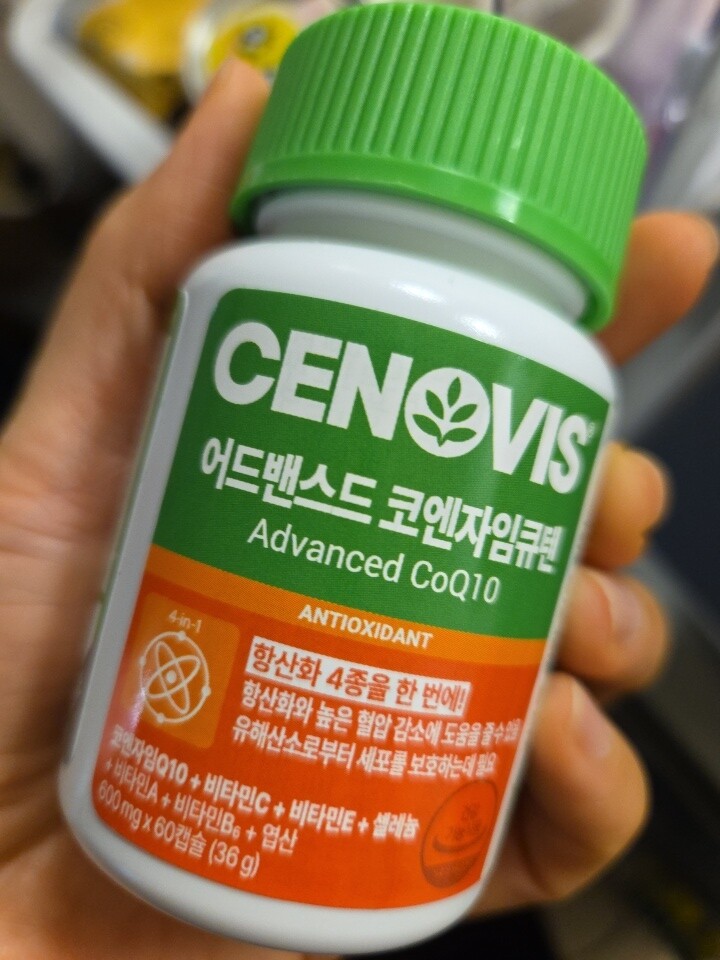 CENOVIS
어드밴스드 코엔자임큐텐
Advanced CoQ10
ANTIOXIDANT
4-in-1
항산화 4종을 한 번에!
항산화와 높은 혈압 감소에 도움을 줄 수 있음
유해산소로부터 세포를 보호하는데 필요
코엔자임Q10 + 비타민C + 비타민E + 셀레늄
+ 비타민A + 비타민B₆ + 엽산
600 mg x 60캡슐 (36 g)